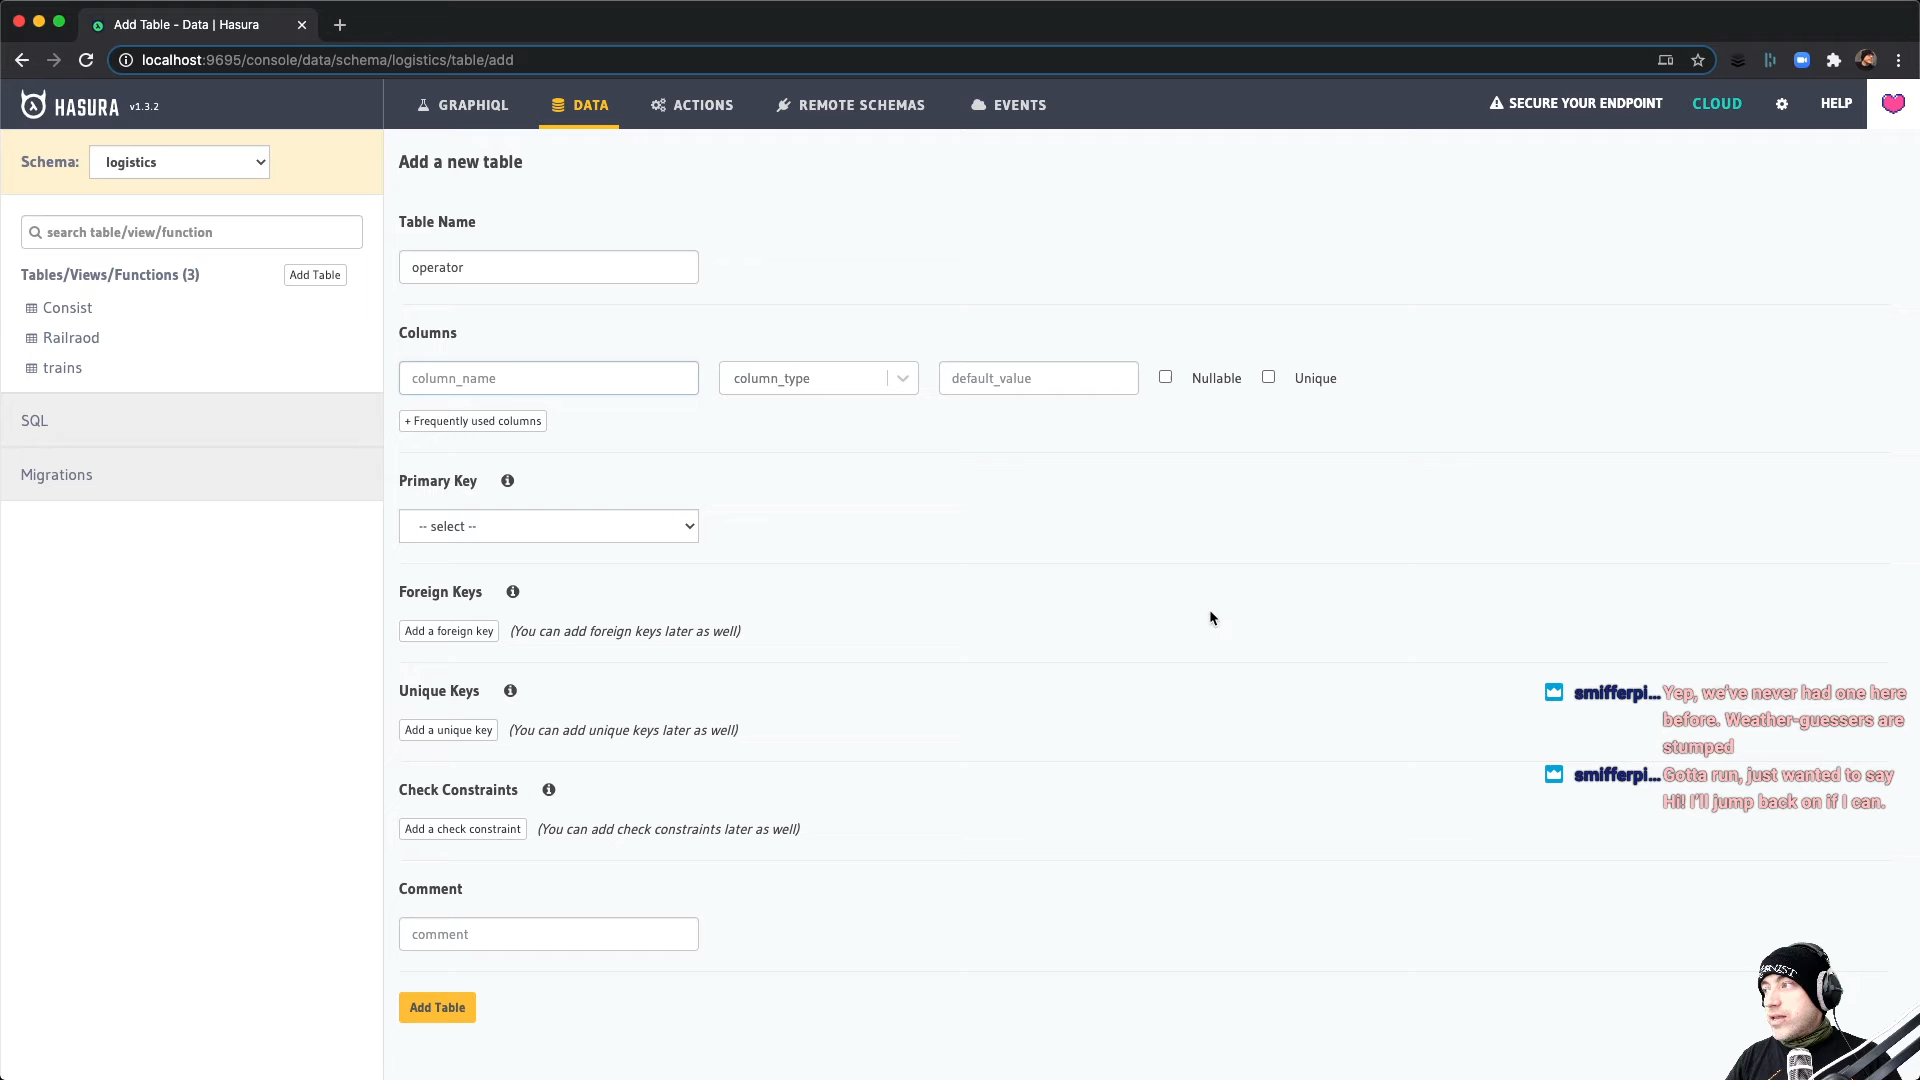 Add Table - Data | Hasura
localhost:9695/console/data/schema/logistics/table/add
HASURA v1.3.2
GRAPHIQL
DATA
ACTIONS
REMOTE SCHEMAS
EVENTS
SECURE YOUR ENDPOINT
CLOUD
HELP
Schema: logistics
search table/view/function
Tables/Views/Functions (3) Add Table
Consist
Railraod
trains
SQL
Migrations
Add a new table
Table Name
operator
Columns
column_name column_type default_value Nullable Unique
+ Frequently used columns
Primary Key
-- select --
Foreign Keys
Add a foreign key (You can add foreign keys later as well)
Unique Keys
Add a unique key (You can add unique keys later as well)
Check Constraints
Add a check constraint (You can add check constraints later as well)
Comment
comment
Add Table
smifferpi... Yep, we've never had one here
before. Weather-guessers are
stumped
smifferpi... Gotta run, just wanted to say
Hi! I'll jump back on if I can.